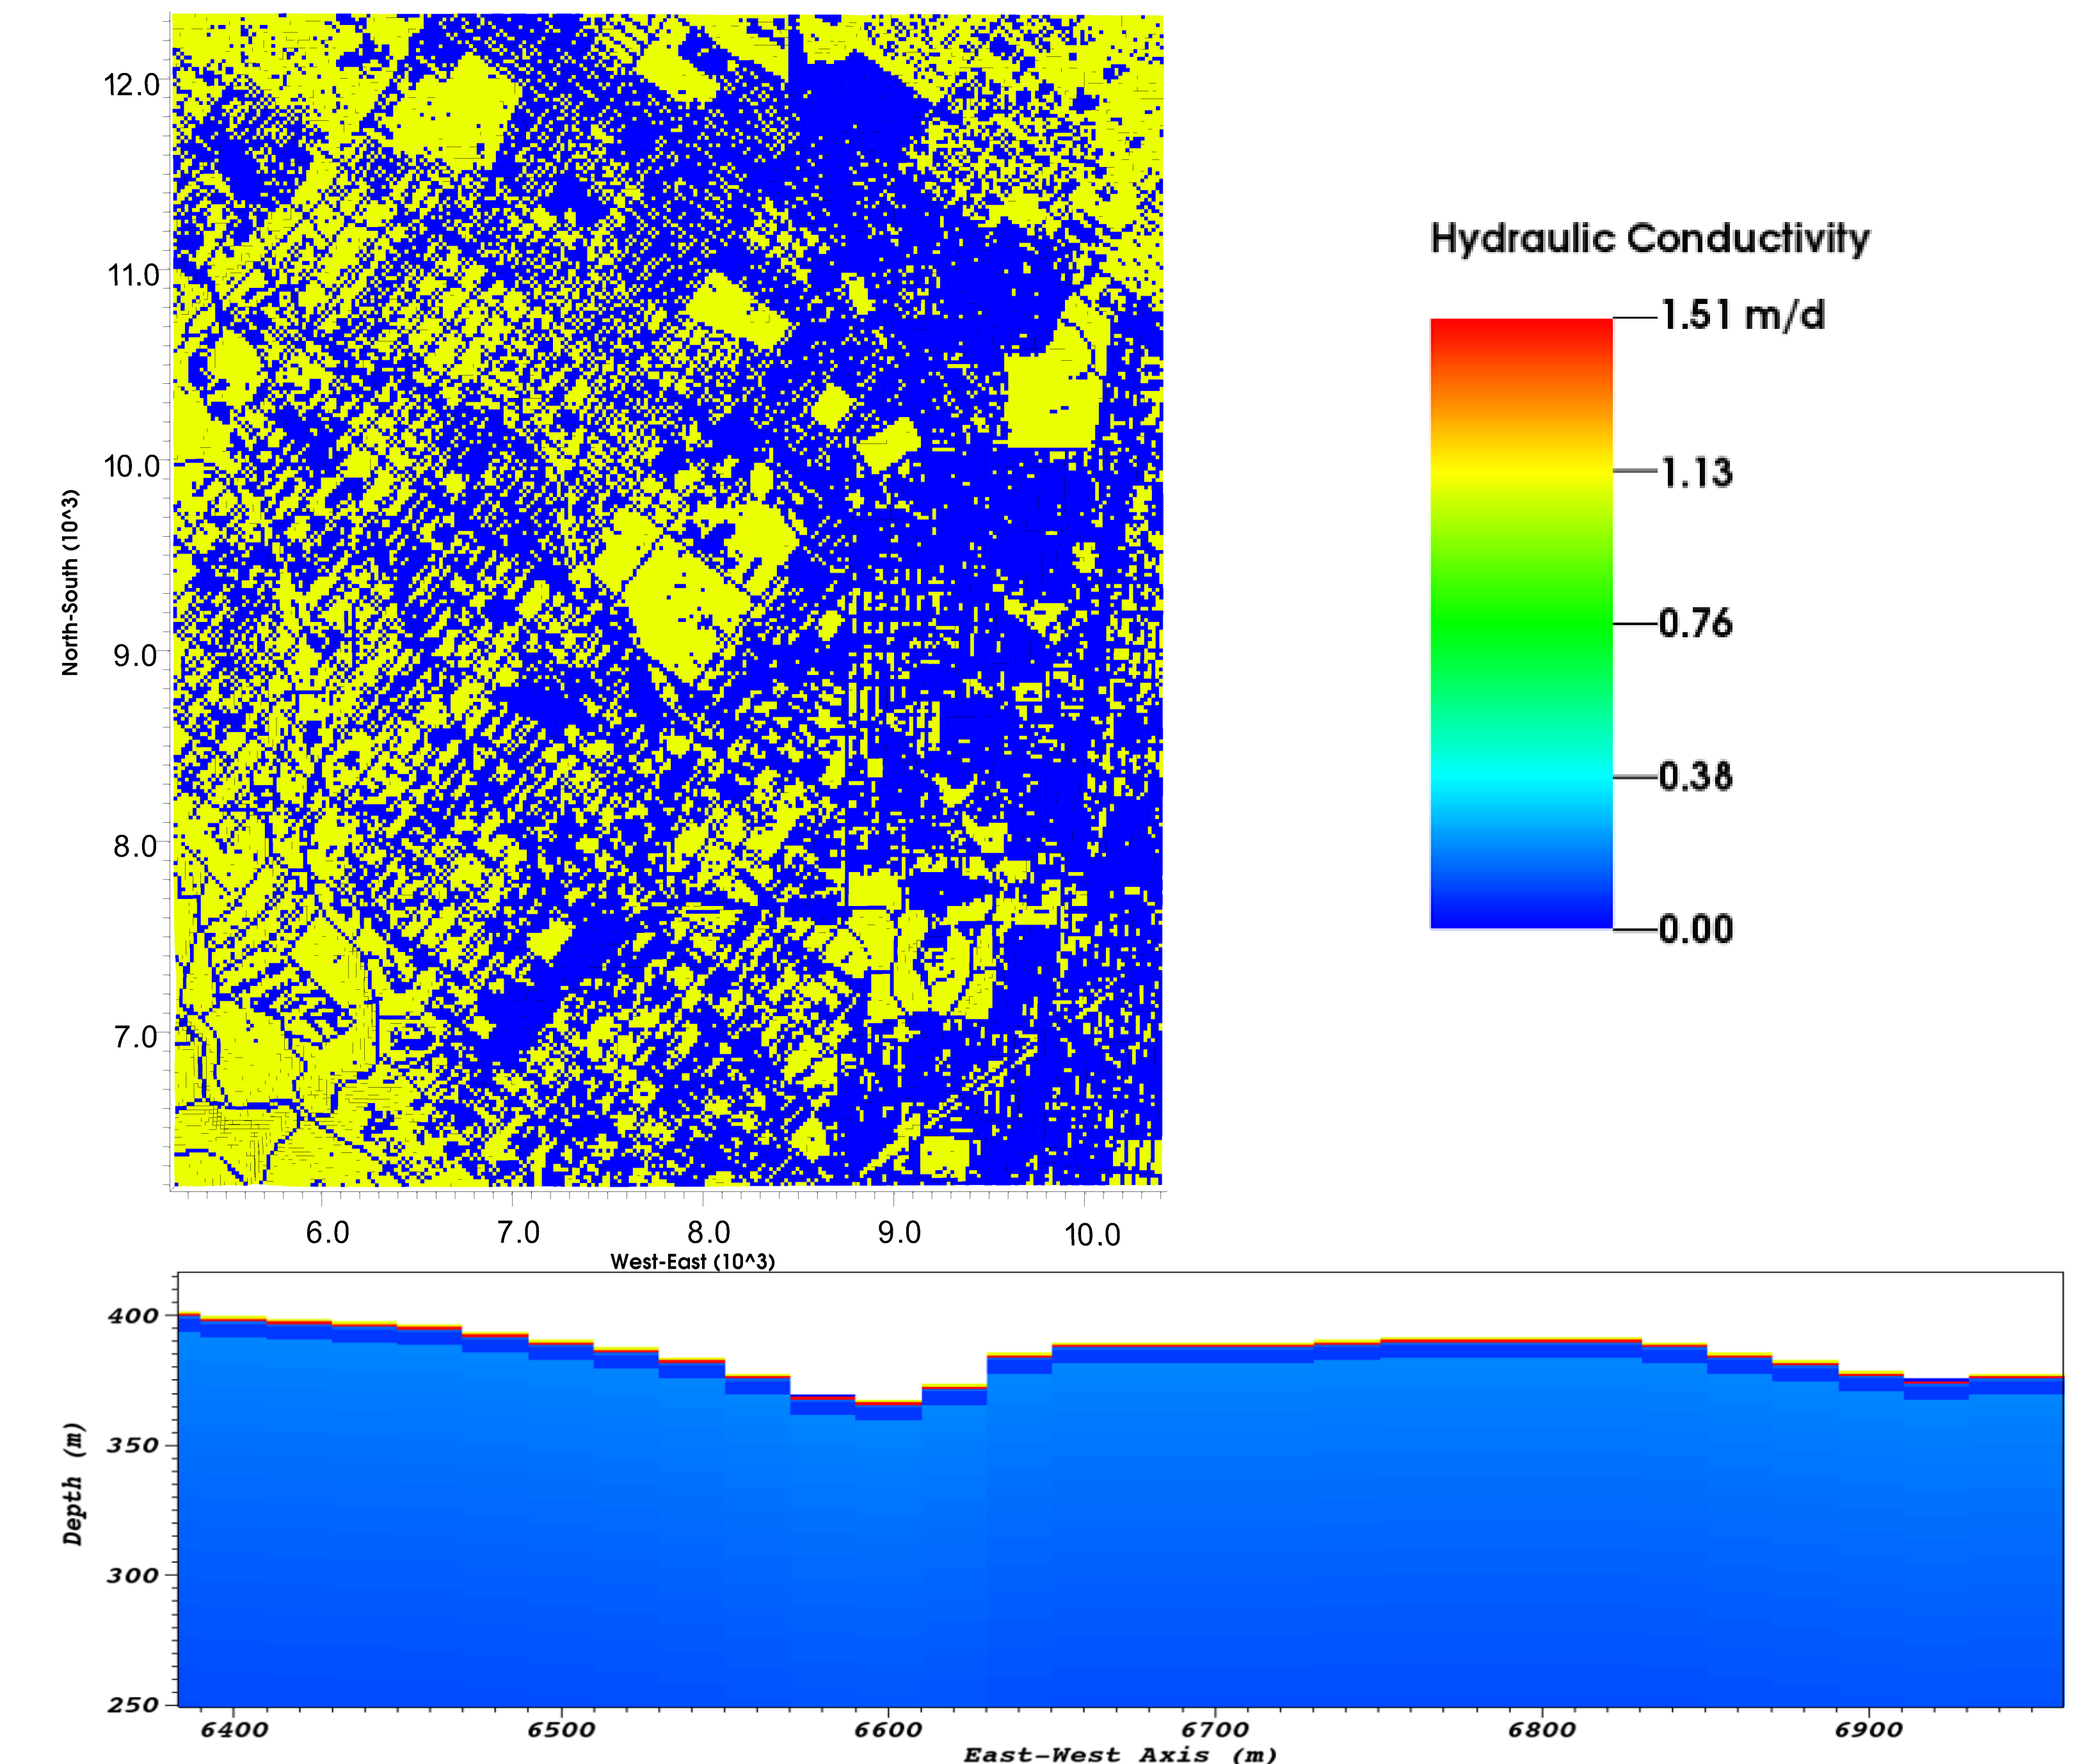 12.0
11.0
10.0
9.0
8.0
7.0
North-South (10^3)
6.0 7.0 8.0 9.0 10.0
West-East (10^3)
Hydraulic Conductivity
1.51 m/d
1.13
0.76
0.38
0.00
400
350
300
250
Depth (m)
6400 6500 6600 6700 6800 6900
East-West Axis (m)